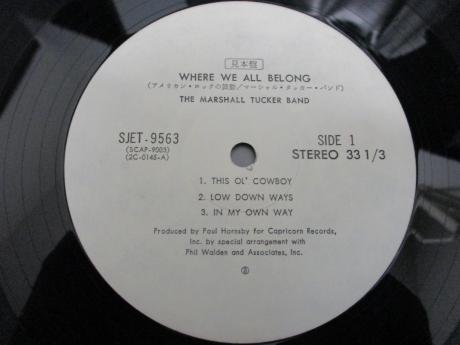 見本盤
WHERE WE ALL BELONG
(アメリカン・ロックの鼓動/マーシャル・タッカー・バンド)
THE MARSHALL TUCKER BAND
SJET-9563
(SCAP-9003)
(2C-0145-A)
SIDE 1
STEREO 33 1/3
1. THIS OL' COWBOY
2. LOW DOWN WAYS
3. IN MY OWN WAY
Produced by Paul Hornsby for Capricorn Records,
Inc. by special arrangement with
Phil Walden and Associates, Inc.